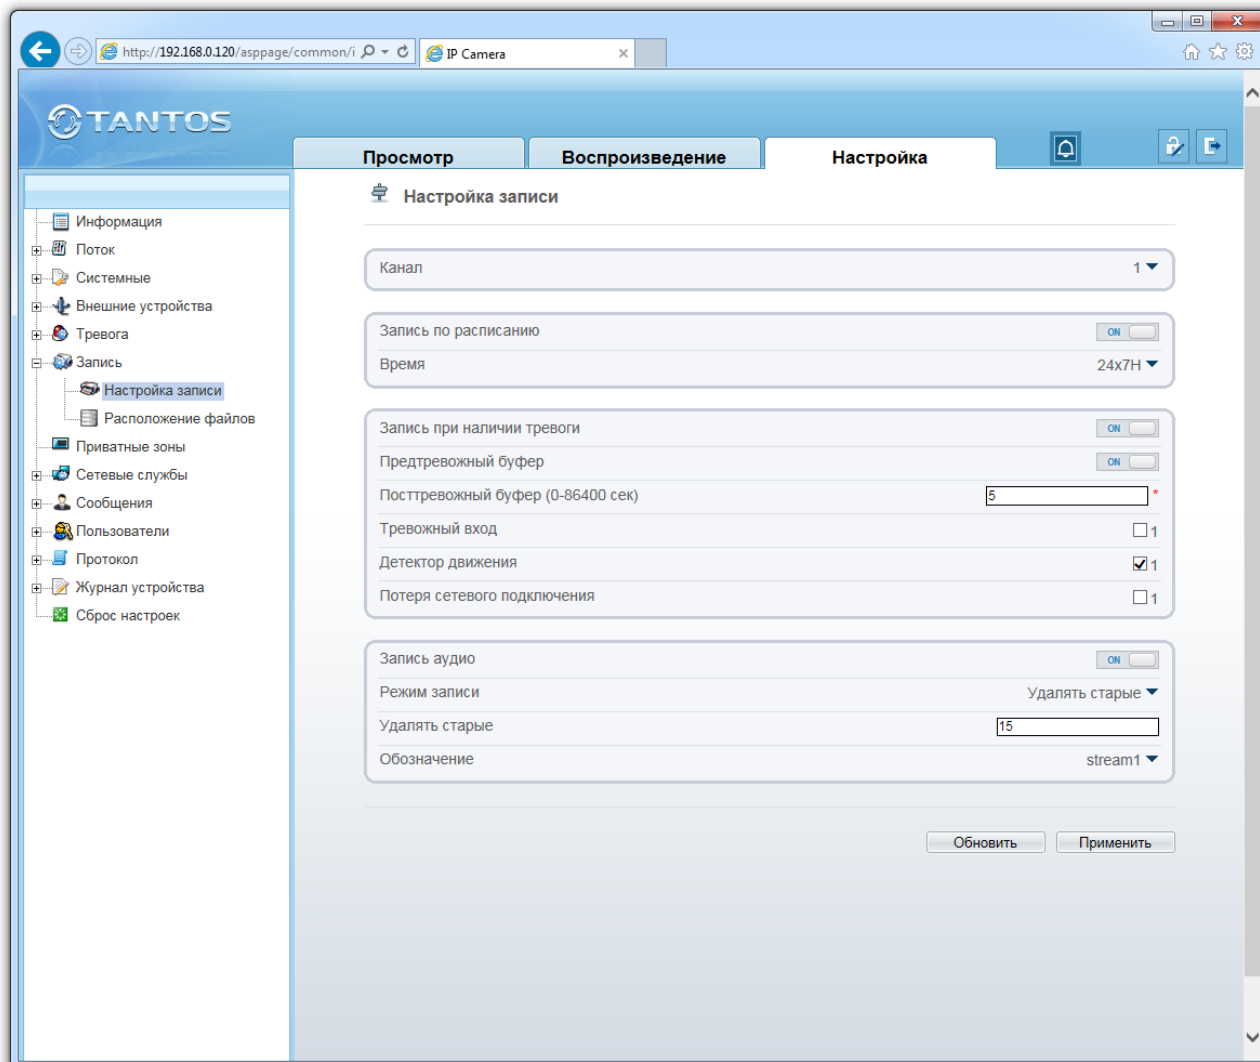 http://192.168.0.120/asppage/common/i
IP Camera
TANTOS
Просмотр
Воспроизведение
Настройка
Информация
Поток
Системные
Внешние устройства
Тревога
Запись
Настройка записи
Расположение файлов
Приватные зоны
Сетевые службы
Сообщения
Пользователи
Протокол
Журнал устройства
Сброс настроек
Настройка записи
Канал 1
Запись по расписанию ON
Время 24x7H
Запись при наличии тревоги ON
Предтревожный буфер ON
Посттревожный буфер (0-86400 сек) 5 *
Тревожный вход 1
Детектор движения 1
Потеря сетевого подключения 1
Запись аудио ON
Режим записи Удалять старые
Удалять старые 15
Обозначение stream1
Обновить Применить